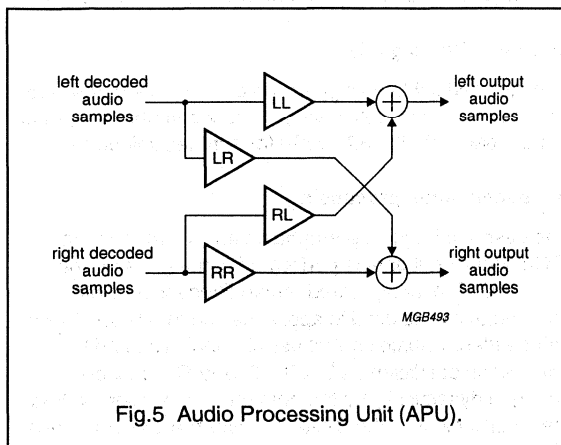 left decoded
audio
samples
LL
left output
audio
samples
LR
RL
right decoded
audio
samples
RR
right output
audio
samples
MGB493
Fig.5 Audio Processing Unit (APU).